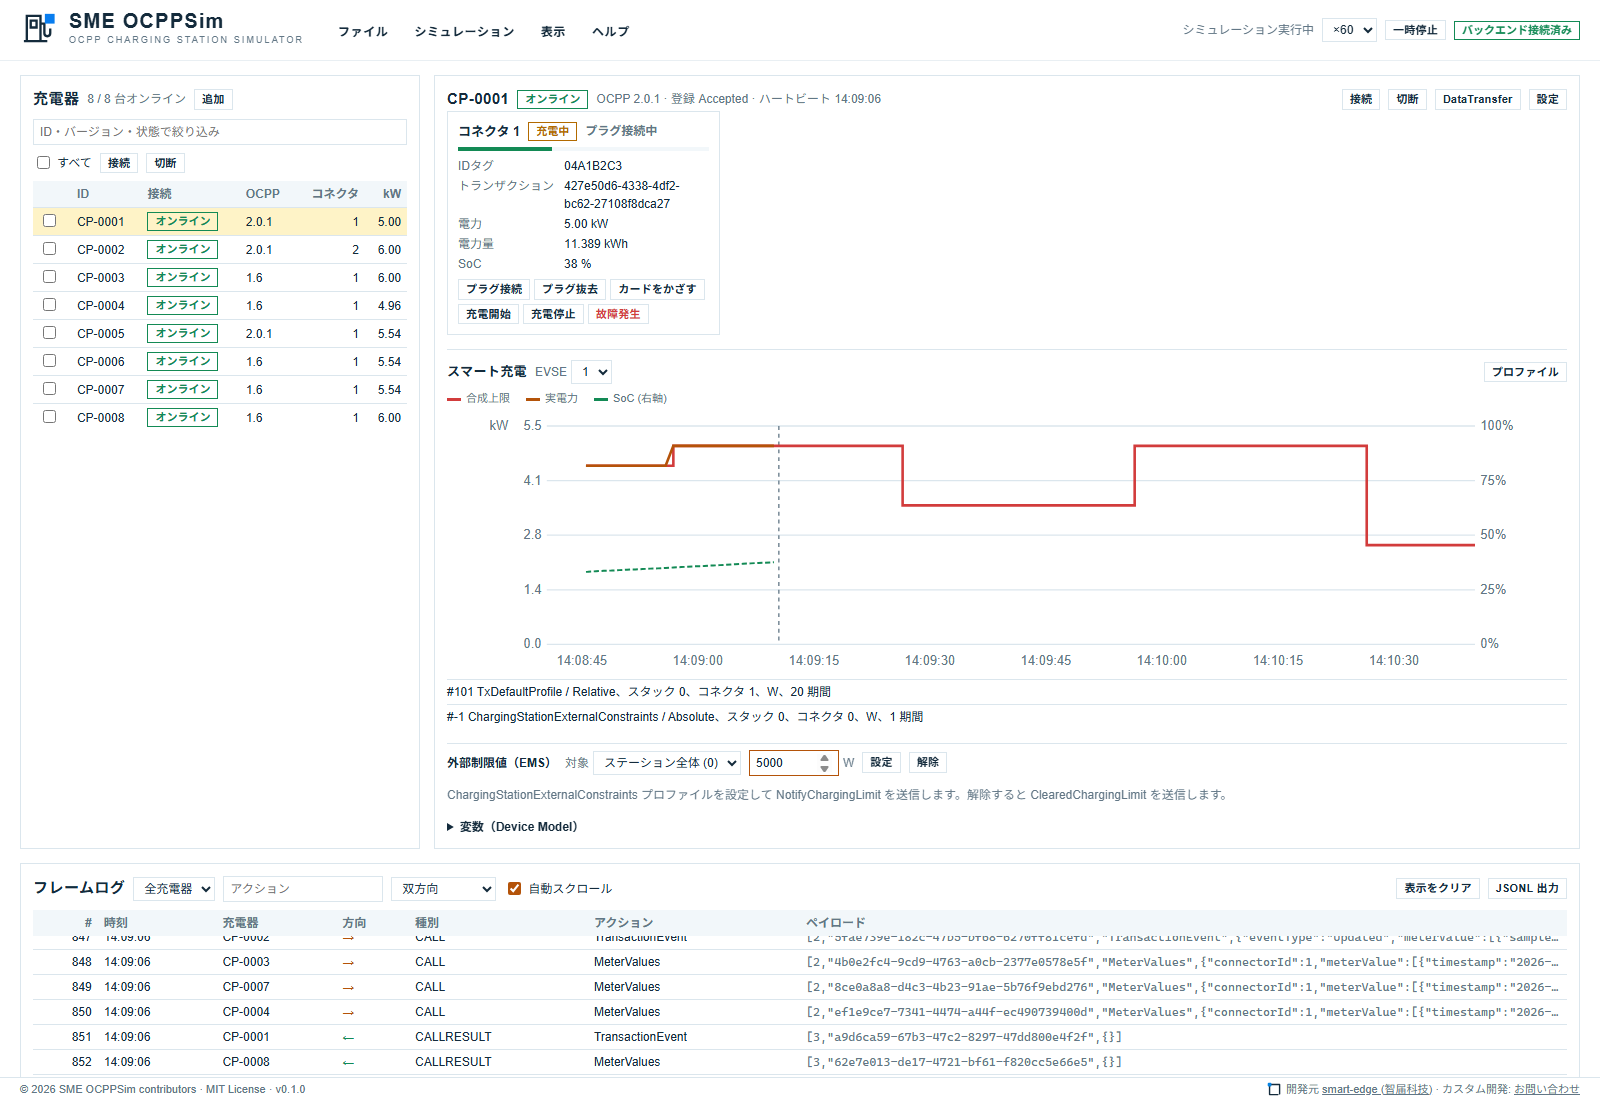 SME OCPPSim
OCPP CHARGING STATION SIMULATOR
ファイル シミュレーション 表示 ヘルプ
シミュレーション実行中 ×60 一時停止 バックエンド接続済み
充電器 8 / 8 台オンライン 追加
ID・バージョン・状態で絞り込み
すべて 接続 切断
ID 接続 OCPP コネクタ kW
CP-0001 オンライン 2.0.1 1 5.00
CP-0002 オンライン 2.0.1 2 6.00
CP-0003 オンライン 1.6 1 6.00
CP-0004 オンライン 1.6 1 4.96
CP-0005 オンライン 2.0.1 1 5.54
CP-0006 オンライン 1.6 1 5.54
CP-0007 オンライン 1.6 1 5.54
CP-0008 オンライン 1.6 1 6.00
CP-0001 オンライン OCPP 2.0.1 · 登録 Accepted · ハートビート 14:09:06
接続 切断 DataTransfer 設定
コネクタ 1 充電中 プラグ接続中
IDタグ 04A1B2C3
トランザクション 427e50d6-4338-4df2-
bc62-27108f8dca27
電力 5.00 kW
電力量 11.389 kWh
SoC 38 %
プラグ接続 プラグ抜去 カードをかざす
充電開始 充電停止 故障発生
スマート充電 EVSE 1 プロファイル
合成上限 実電力 SoC (右軸)
kW 5.5 100%
4.1 75%
2.8 50%
1.4 25%
0.0 0%
14:08:45 14:09:00 14:09:15 14:09:30 14:09:45 14:10:00 14:10:15 14:10:30
#101 TxDefaultProfile / Relative、スタック 0、コネクタ 1、W、20 期間
#-1 ChargingStationExternalConstraints / Absolute、スタック 0、コネクタ 0、W、1 期間
外部制限値（EMS） 対象 ステーション全体 (0) 5000 W 設定 解除
ChargingStationExternalConstraints プロファイルを設定して NotifyChargingLimit を送信します。解除すると ClearedChargingLimit を送信します。
変数（Device Model）
フレームログ 全充電器 アクション 双方向 自動スクロール 表示をクリア JSONL 出力
# 時刻 充電器 方向 種別 アクション ペイロード
847 14:09:06 CP-0002 → CALL TransactionEvent [2,"5fae739e-182c-47b5-bf68-6270ff81cefd","TransactionEvent",{"eventType":"Updated","meterValue":[{"sample…
848 14:09:06 CP-0003 → CALL MeterValues [2,"4b0e2fc4-9cd9-4763-a0cb-2377e0578e5f","MeterValues",{"connectorId":1,"meterValue":[{"timestamp":"2026-…
849 14:09:06 CP-0007 → CALL MeterValues [2,"8ce0a8a8-d4c3-4b23-91ae-5b76f9ebd276","MeterValues",{"connectorId":1,"meterValue":[{"timestamp":"2026-…
850 14:09:06 CP-0004 → CALL MeterValues [2,"ef1e9ce7-7341-4474-a44f-ec490739400d","MeterValues",{"connectorId":1,"meterValue":[{"timestamp":"2026-…
851 14:09:06 CP-0001 ← CALLRESULT TransactionEvent [3,"a9d6ca59-67b3-47c2-8297-47dd800e4f2f",{}]
852 14:09:06 CP-0008 ← CALLRESULT MeterValues [3,"62e7e013-de17-4721-bf61-f820cc5e66e5",{}]
© 2026 SME OCPPSim contributors · MIT License · v0.1.0
開発元 smart-edge (智届科技) · カスタム開発: お問い合わせ